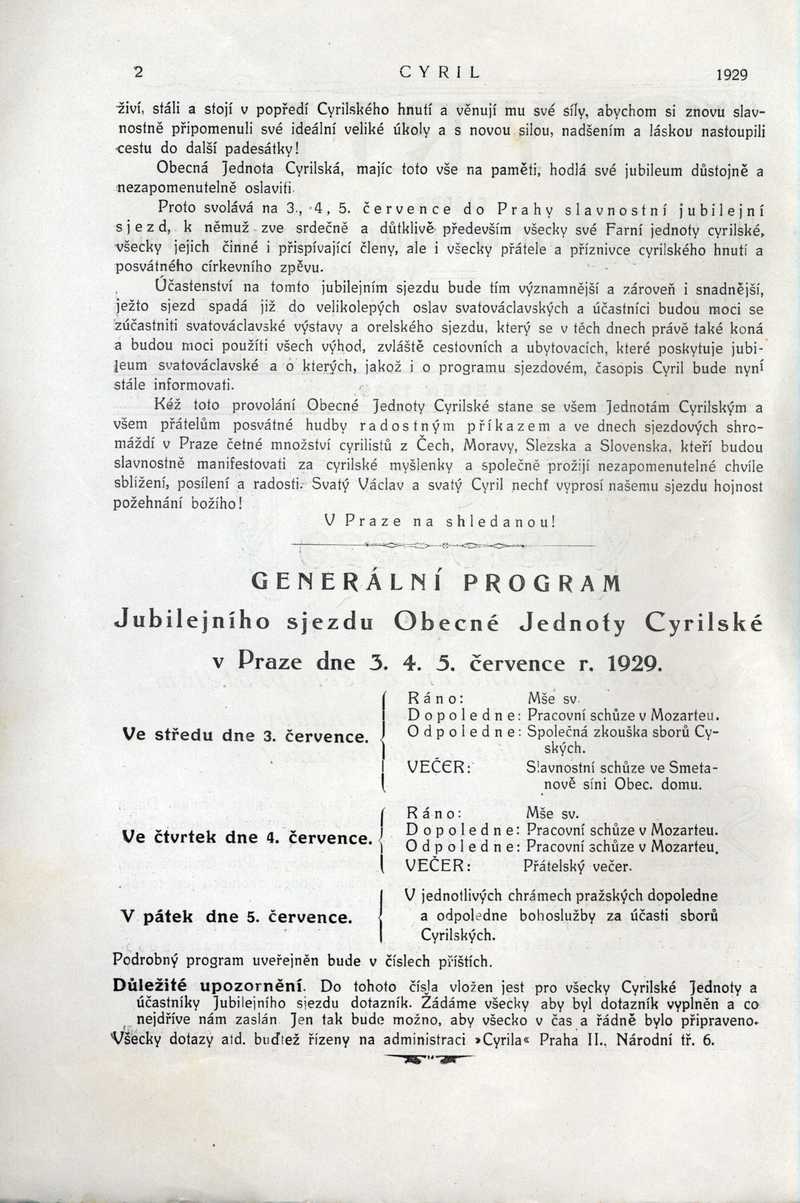 2 CYRIL 1929
živí, stáli a stojí v popředí Cyrilského hnutí a věnují mu své síly, abychom si znovu slav-
nostně připomenuli své ideální veliké úkoly a s novou silou, nadšením a láskou nastoupili
cestu do další padesátky!
Obecná Jednota Cyrilská, majíc toto vše na paměti, hodlá své jubileum důstojně a
nezapomenutelně oslaviti.
Proto svolává na 3., 4, 5. července do Prahy slavnostní jubilejní
sjezd, k němuž zve srdečně a důtklivě především všecky své Farní jednoty cyrilské,
všecky jejich činné i přispívající členy, ale i všecky přátele a příznivce cyrilského hnutí a
posvátného církevního zpěvu.
Účastenství na tomto jubilejním sjezdu bude tím významnější a zároveň i snadnější,
ježto sjezd spadá již do velikolepých oslav svatováclavských a účastníci budou moci se
zúčastniti svatováclavské výstavy a orelského sjezdu, který se v těch dnech právě také koná
a budou moci použíti všech výhod, zvláště cestovních a ubytovacích, které poskytuje jubi-
leum svatováclavské a o kterých, jakož i o programu sjezdovém, časopis Cyril bude nyní
stále informovati.
Kéž toto provolání Obecné Jednoty Cyrilské stane se všem Jednotám Cyrilským a
všem přátelům posvátné hudby radostným příkazem a ve dnech sjezdových shro-
máždí v Praze četné množství cyrilistů z Čech, Moravy, Slezska a Slovenska, kteří budou
slavnostně manifestovati za cyrilské myšlenky a společně prožijí nezapomenutelné chvíle
sblížení, posílení a radosti. Svatý Václav a svatý Cyril nechť vyprosí našemu sjezdu hojnost
požehnání božího!
V Praze na shledanou!
GENERÁLNÍ PROGRAM
Jubilejního sjezdu Obecné Jednoty Cyrilské
v Praze dne 3. 4. 5. července r. 1929.
Ve středu dne 3. července.
Ráno: Mše sv.
Dopoledne: Pracovní schůze v Mozarteu.
Odpoledne: Společná zkouška sborů Cy-
ských.
VEČER: Slavnostní schůze ve Smeta-
nově síni Obec. domu.
Ve čtvrtek dne 4. července.
Ráno: Mše sv.
Dopoledne: Pracovní schůze v Mozarteu.
Odpoledne: Pracovní schůze v Mozarteu.
VEČER: Přátelský večer.
V pátek dne 5. července.
V jednotlivých chrámech pražských dopoledne
a odpoledne bohoslužby za účasti sborů
Cyrilských.
Podrobný program uveřejněn bude v číslech příštích.
Důležité upozornění. Do tohoto čísla vložen jest pro všecky Cyrilské Jednoty a
účastníky Jubilejního sjezdu dotazník. Žádáme všecky aby byl dotazník vyplněn a co
nejdříve nám zaslán Jen tak bude možno, aby všecko v čas a řádně bylo připraveno.
Všecky dotazy atd. buďtež řízeny na administraci »Cyrila« Praha II., Národní tř. 6.